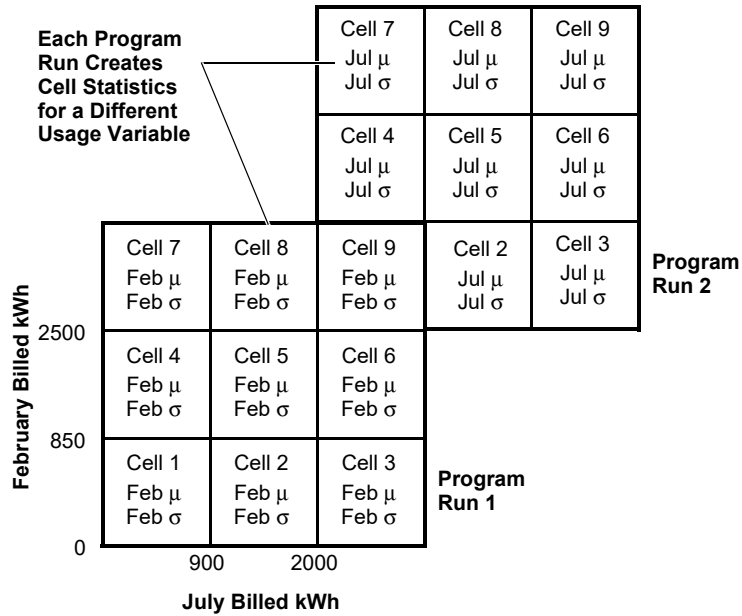 Each Program
Run Creates
Cell Statistics
for a Different
Usage Variable
Cell 7 Cell 8 Cell 9
Jul μ Jul μ Jul μ
Jul σ Jul σ Jul σ
Cell 4 Cell 5 Cell 6
Jul μ Jul μ Jul μ
Jul σ Jul σ Jul σ
Cell 2 Cell 3
Jul μ Jul μ
Jul σ Jul σ
Program
Run 2
Cell 7 Cell 8 Cell 9
Feb μ Feb μ Feb μ
Feb σ Feb σ Feb σ
2500
Cell 4 Cell 5 Cell 6
Feb μ Feb μ Feb μ
Feb σ Feb σ Feb σ
850
Cell 1 Cell 2 Cell 3
Feb μ Feb μ Feb μ
Feb σ Feb σ Feb σ
0
Program
Run 1
900 2000
July Billed kWh
February Billed kWh